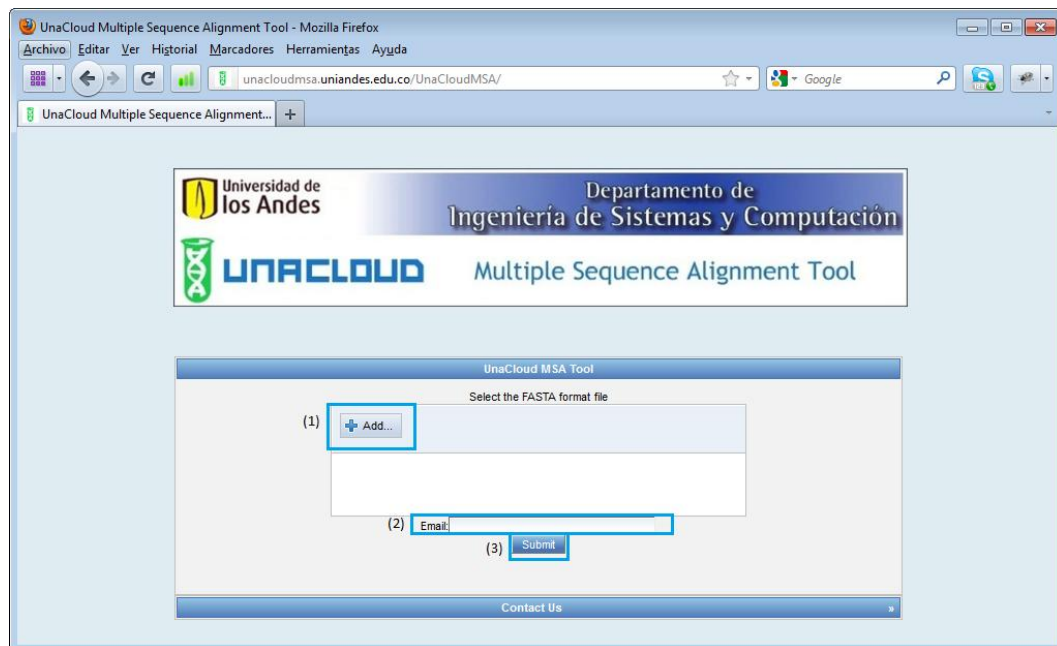 UnaCloud Multiple Sequence Alignment Tool - Mozilla Firefox
Archivo Editar Ver Historial Marcadores Herramientas Ayuda
unacloudmsa.uniandes.edu.co/UnaCloudMSA/ Google
UnaCloud Multiple Sequence Alignment... +
Universidad de
los Andes
Departamento de
Ingeniería de Sistemas y Computación
UNACLOUD Multiple Sequence Alignment Tool
UnaCloud MSA Tool
Select the FASTA format file
(1) Add...
(2) Email:
(3) Submit
Contact Us »